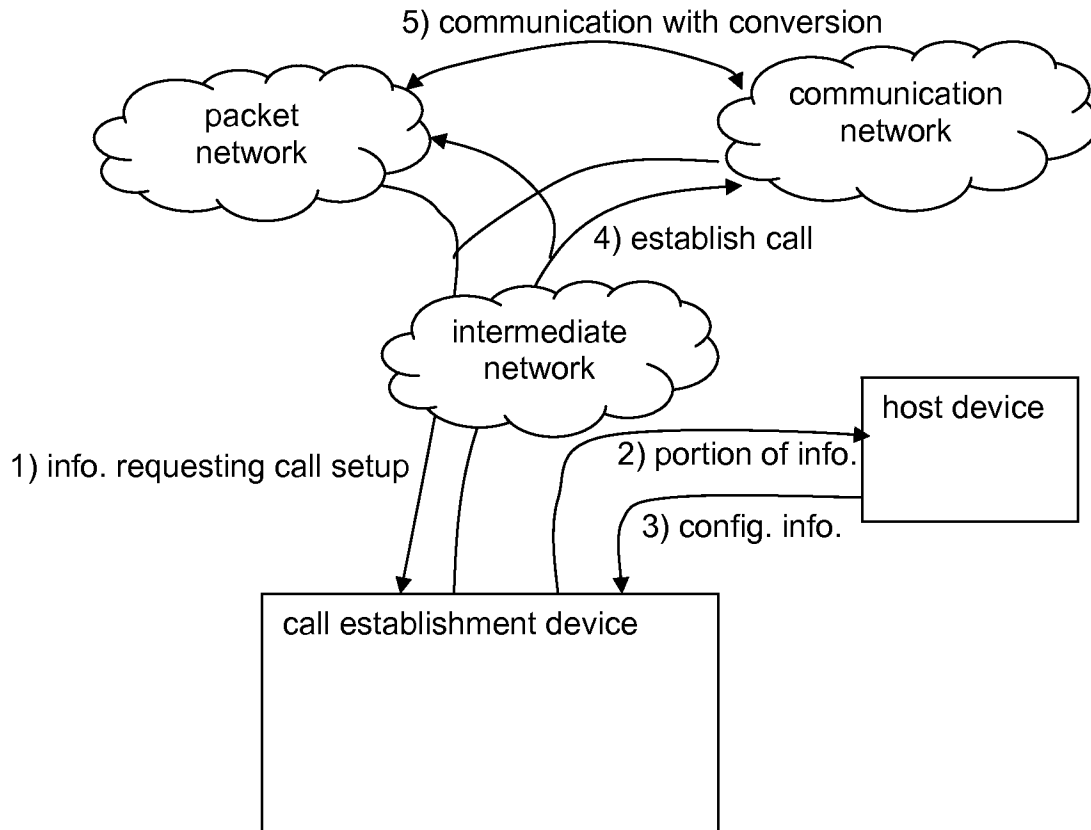 5) communication with conversion
packet
network
communication
network
4) establish call
intermediate
network
host device
1) info. requesting call setup
2) portion of info.
3) config. info.
call establishment device